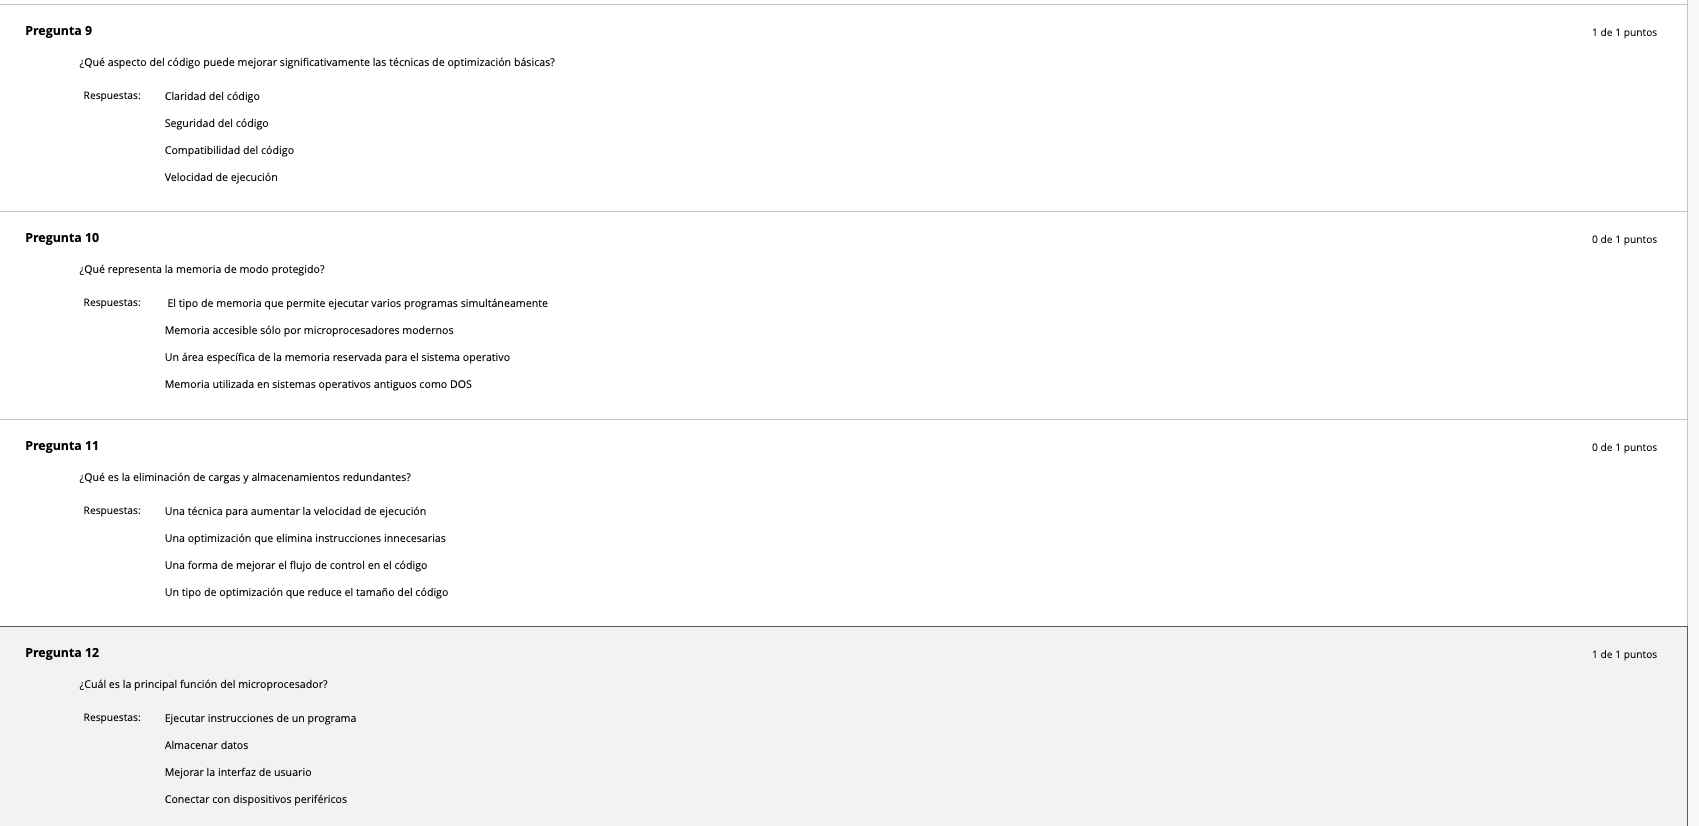 Pregunta 9
1 de 1 puntos
¿Qué aspecto del código puede mejorar significativamente las técnicas de optimización básicas?
Respuestas: Claridad del código
Seguridad del código
Compatibilidad del código
Velocidad de ejecución
Pregunta 10
0 de 1 puntos
¿Qué representa la memoria de modo protegido?
Respuestas: El tipo de memoria que permite ejecutar varios programas simultáneamente
Memoria accesible sólo por microprocesadores modernos
Un área específica de la memoria reservada para el sistema operativo
Memoria utilizada en sistemas operativos antiguos como DOS
Pregunta 11
0 de 1 puntos
¿Qué es la eliminación de cargas y almacenamientos redundantes?
Respuestas: Una técnica para aumentar la velocidad de ejecución
Una optimización que elimina instrucciones innecesarias
Una forma de mejorar el flujo de control en el código
Un tipo de optimización que reduce el tamaño del código
Pregunta 12
1 de 1 puntos
¿Cuál es la principal función del microprocesador?
Respuestas: Ejecutar instrucciones de un programa
Almacenar datos
Mejorar la interfaz de usuario
Conectar con dispositivos periféricos